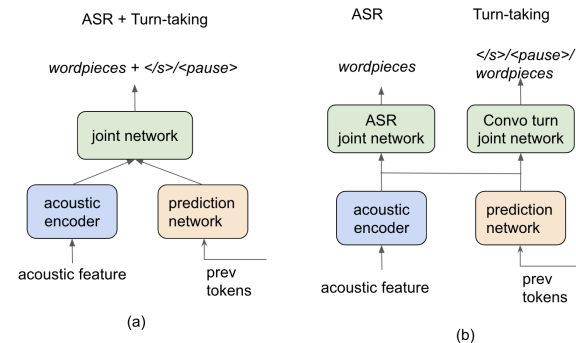 ASR + Turn-taking
wordpieces + </s>/<pause>
joint network
acoustic
encoder
prediction
network
acoustic feature
prev
tokens
(a)
ASR
Turn-taking
wordpieces
</s>/<pause>/
wordpieces
ASR
joint network
Convo turn
joint network
acoustic
encoder
prediction
network
acoustic feature
prev
tokens
(b)